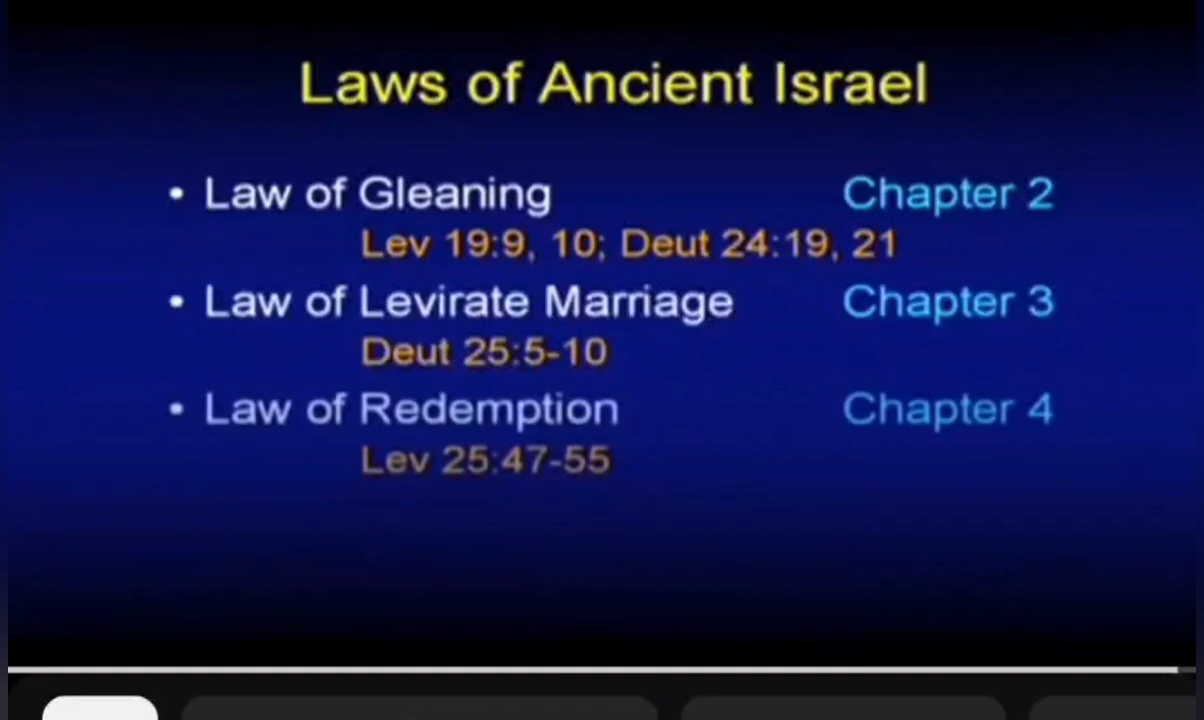 Laws of Ancient Israel
• Law of Gleaning Chapter 2
Lev 19:9, 10; Deut 24:19, 21
• Law of Levirate Marriage Chapter 3
Deut 25:5-10
• Law of Redemption Chapter 4
Lev 25:47-55